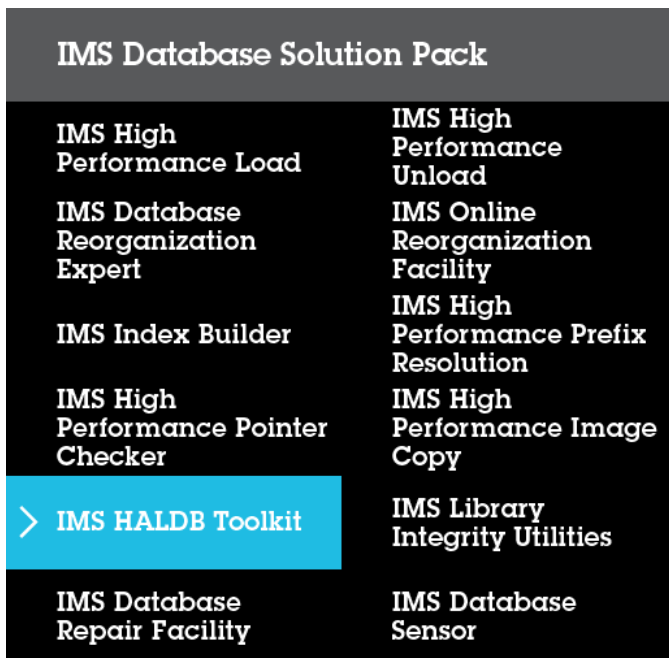 IMS Database Solution Pack
IMS High
Performance Load
IMS High
Performance
Unload
IMS Database
Reorganization
Expert
IMS Online
Reorganization
Facility
IMS Index Builder
IMS High
Performance Prefix
Resolution
IMS High
Performance Pointer
Checker
IMS High
Performance Image
Copy
IMS HALDB Toolkit
IMS Library
Integrity Utilities
IMS Database
Repair Facility
IMS Database
Sensor